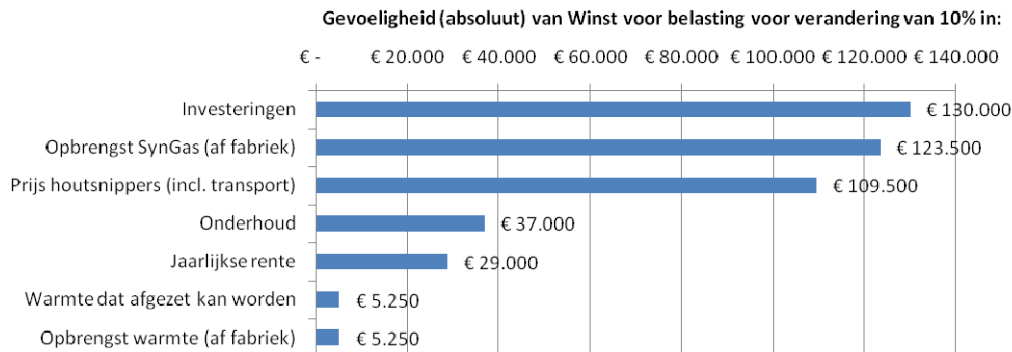 Gevoeligheid (absoluut) van Winst voor belasting voor verandering van 10% in:
€ - € 20.000 € 40.000 € 60.000 € 80.000 € 100.000 € 120.000 € 140.000
Investeringen € 130.000
Opbrengst SynGas (af fabriek) € 123.500
Prijs houtsnippers (incl. transport) € 109.500
Onderhoud € 37.000
Jaarlijkse rente € 29.000
Warmte dat afgezet kan worden € 5.250
Opbrengst warmte (af fabriek) € 5.250